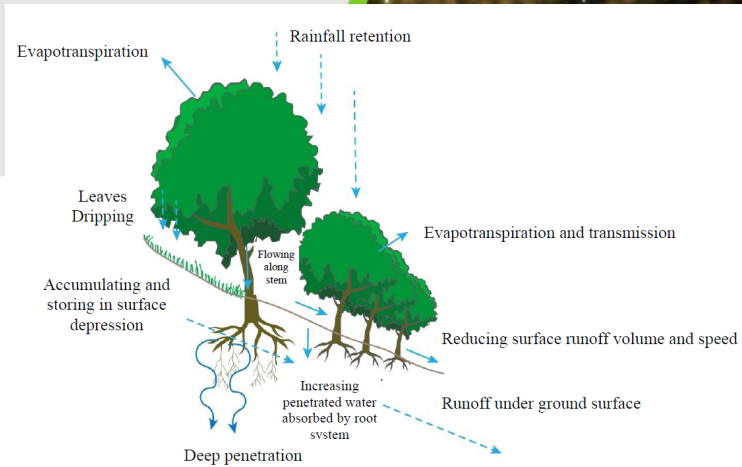 Rainfall retention
Evapotranspiration
Leaves
Dripping
Evapotranspiration and transmission
Flowing
along
stem
Accumulating and
storing in surface
depression
Reducing surface runoff volume and speed
Increasing
penetrated water
absorbed by root
system
Runoff under ground surface
Deep penetration